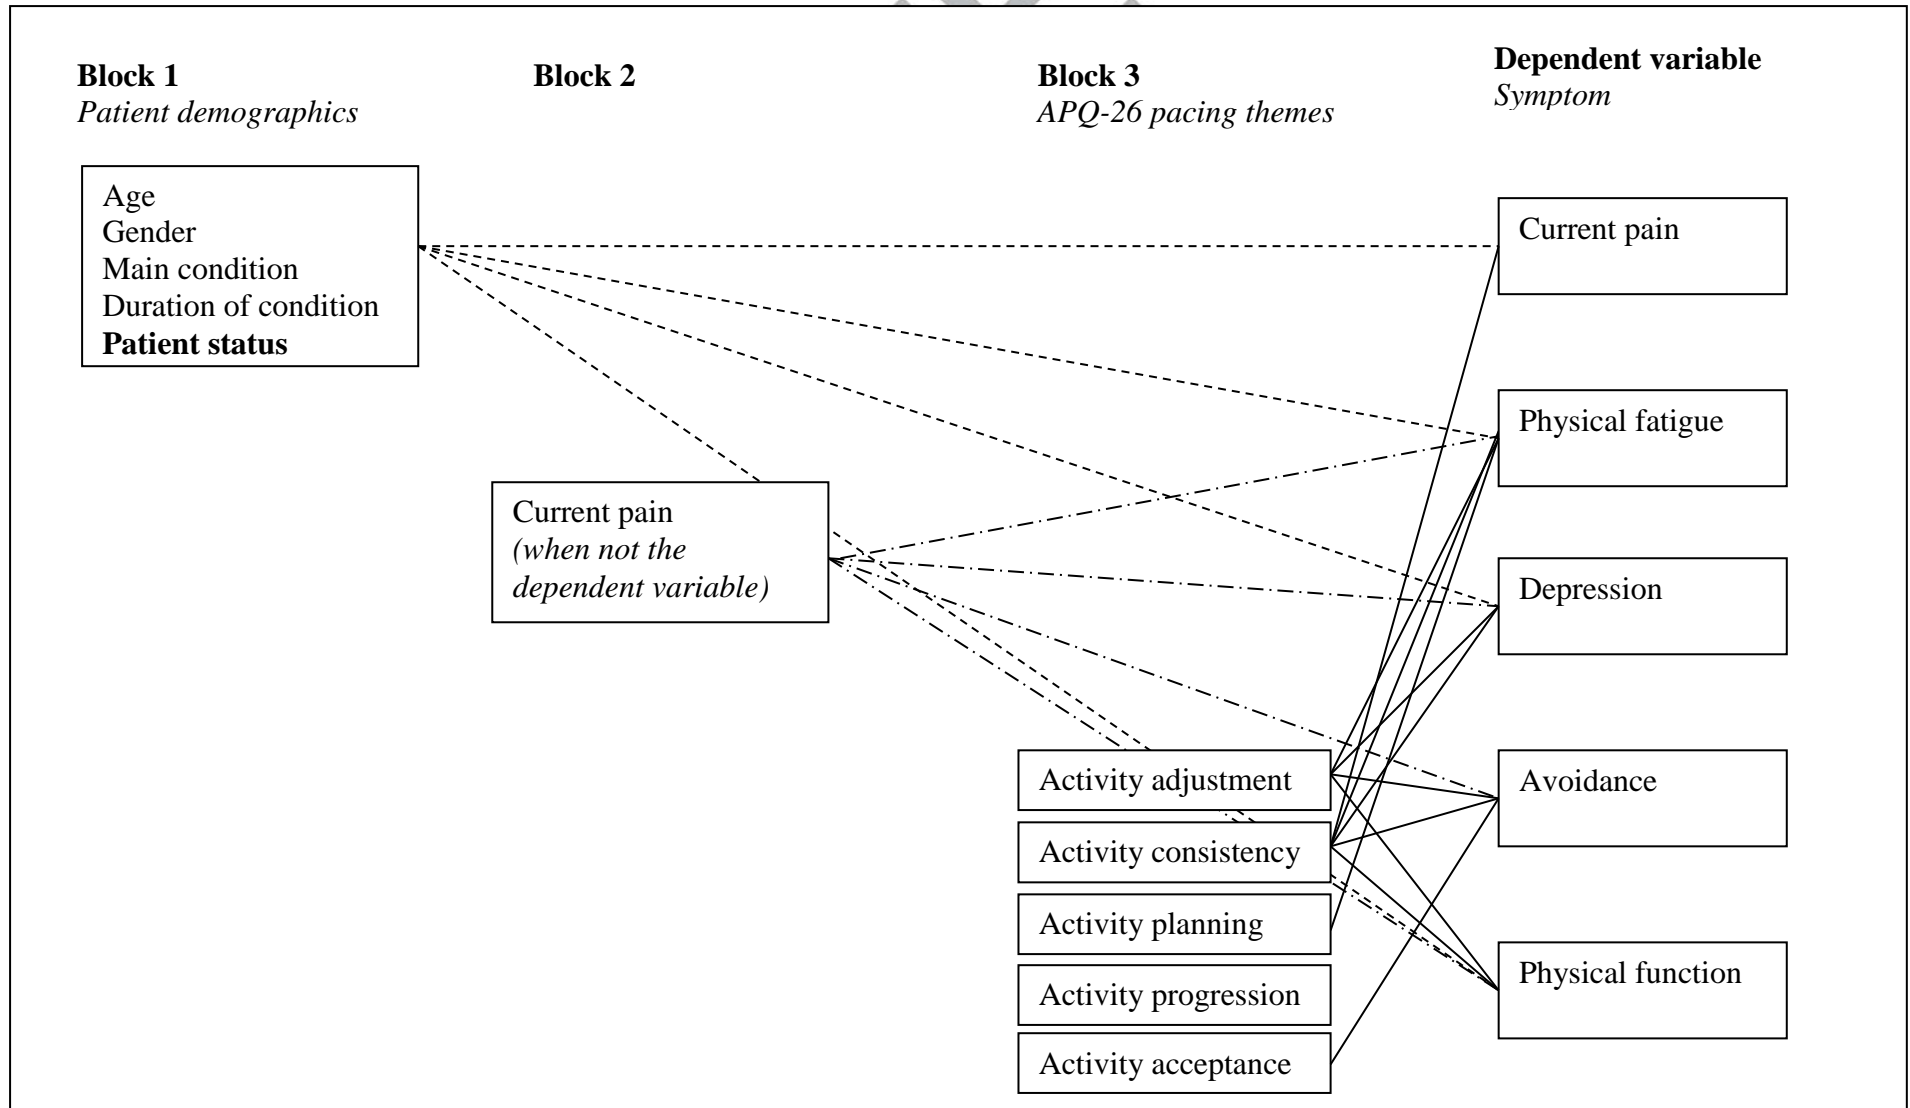 Block 1
Patient demographics
Block 2
Block 3
APQ-26 pacing themes
Dependent variable
Symptom
Age
Gender
Main condition
Duration of condition
Patient status
Current pain
(when not the
dependent variable)
Activity adjustment
Activity consistency
Activity planning
Activity progression
Activity acceptance
Current pain
Physical fatigue
Depression
Avoidance
Physical function